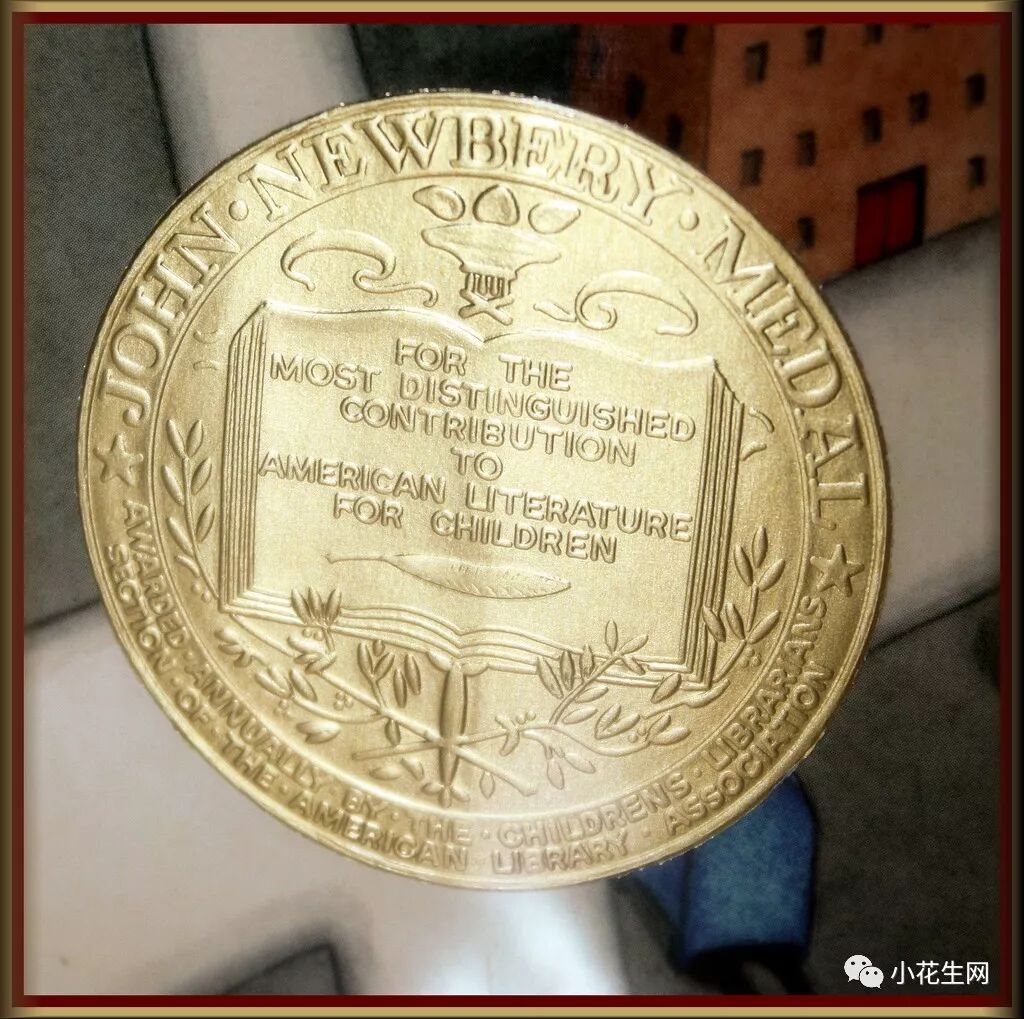 JOHN·NEWBERY·MEDAL
FOR THE
MOST DISTINGUISHED
CONTRIBUTION
TO
AMERICAN LITERATURE
FOR CHILDREN
AWARDED·ANNUALLY·BY·THE·CHILDRENS·LIBRARIANS
SECTION·OF·THE·AMERICAN·LIBRARY·ASSOCIATION
小花生网